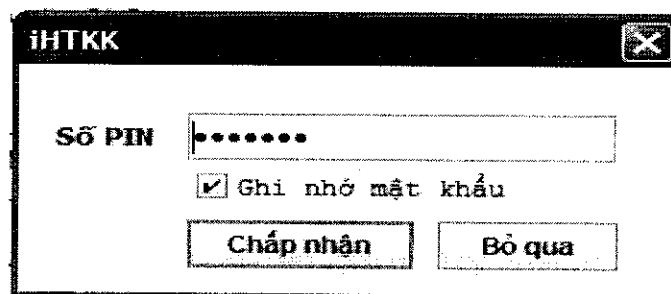 iHTKK
Số PIN •••••••
Ghi nhớ mật khẩu
Chấp nhận Bỏ qua